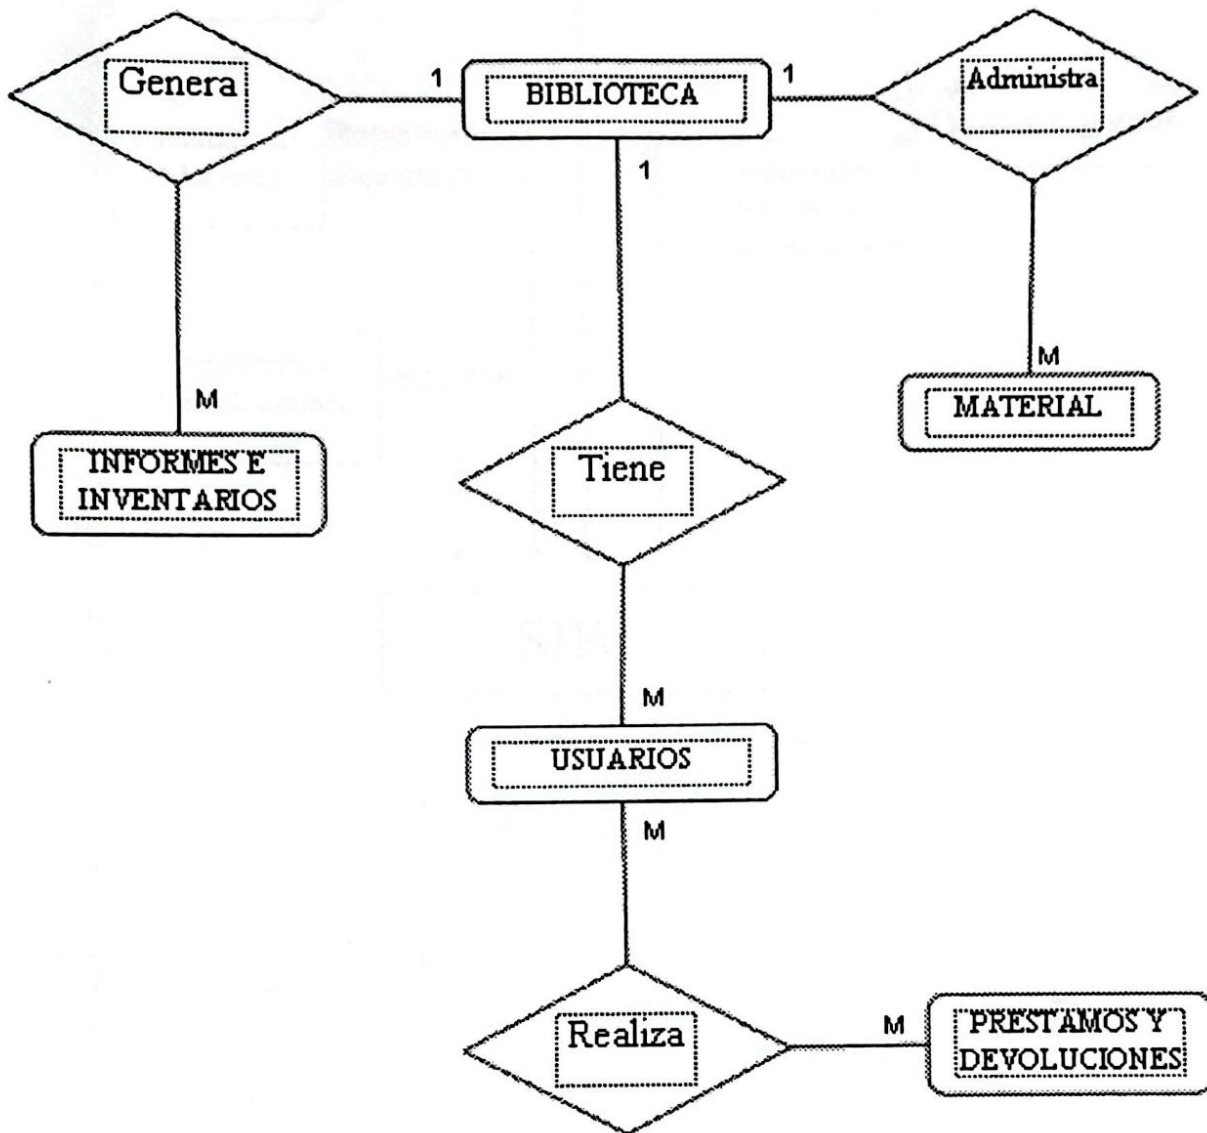 Genera
1
BIBLIOTECA
1
Administra
1
M
M
INFORMES E
INVENTARIOS
MATERIAL
Tiene
M
USUARIOS
M
Realiza
M
PRESTAMOS Y
DEVOLUCIONES